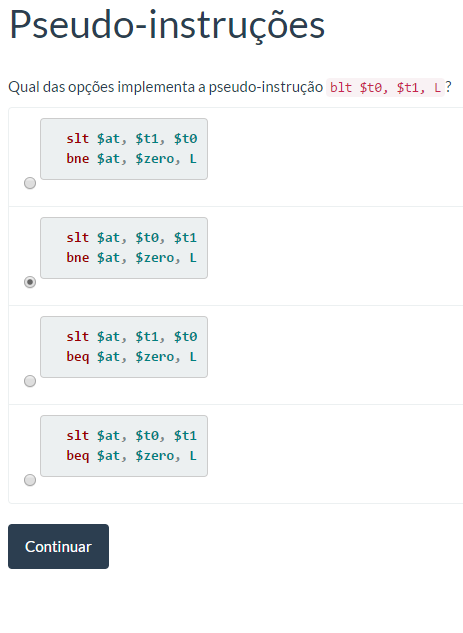 Pseudo-instruções
Qual das opções implementa a pseudo-instrução blt $t0, $t1, L ?
slt $at, $t1, $t0
bne $at, $zero, L
slt $at, $t0, $t1
bne $at, $zero, L
slt $at, $t1, $t0
beq $at, $zero, L
slt $at, $t0, $t1
beq $at, $zero, L
Continuar